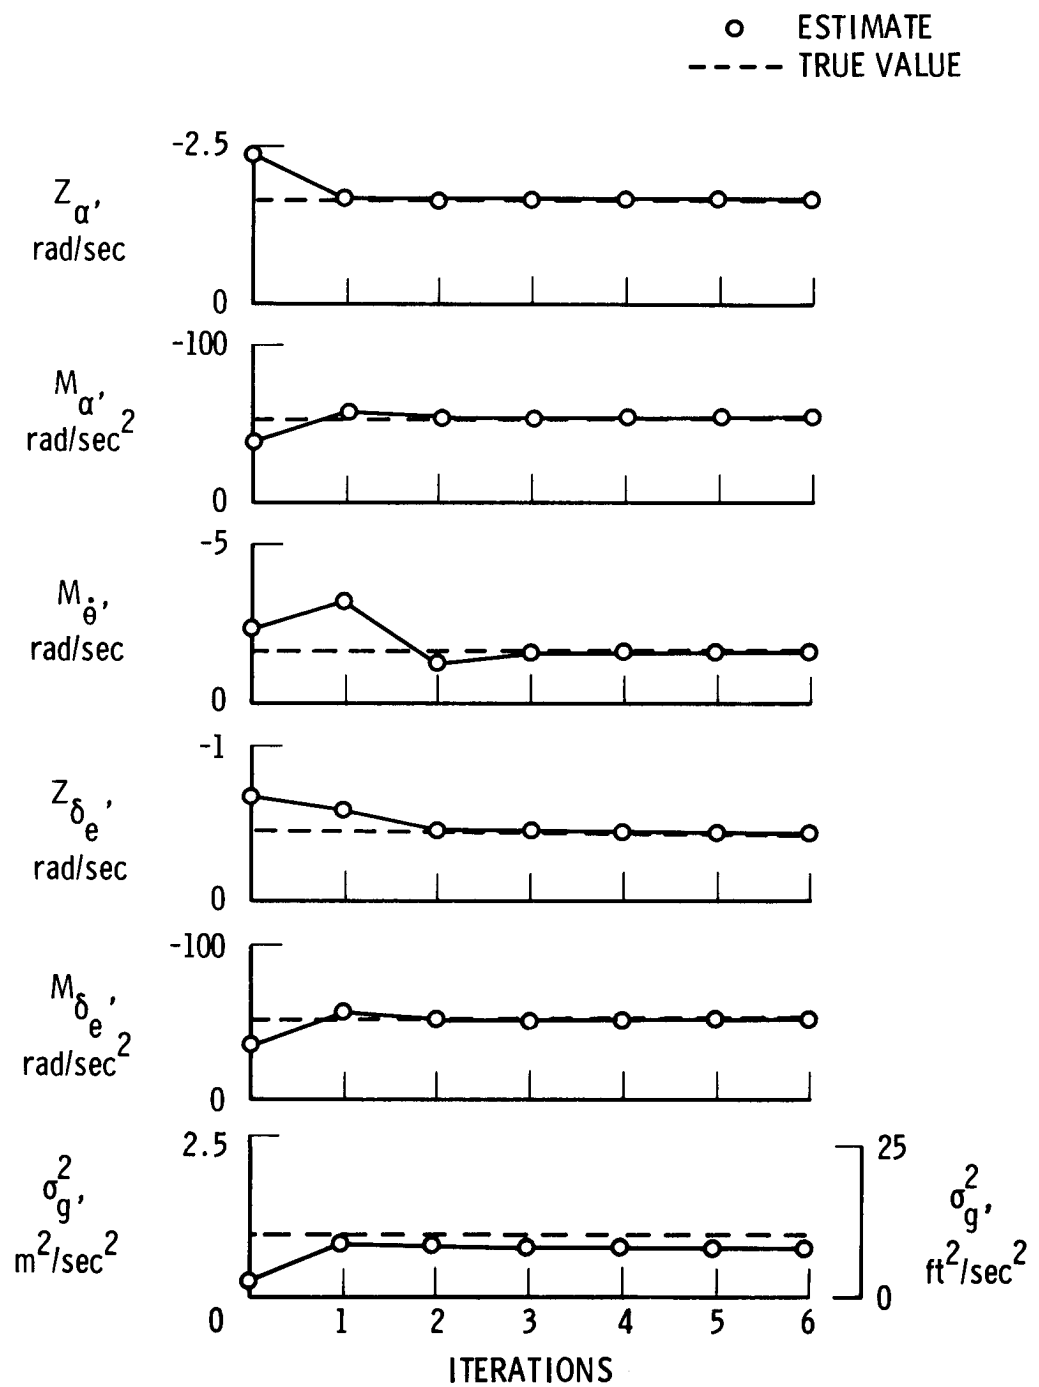 ESTIMATE
TRUE VALUE
-2.5
Zα,
rad/sec
0
-100
Mα,
rad/sec²
0
-5
Mθ̇,
rad/sec
0
-1
Zδe,
rad/sec
0
-100
Mδe,
rad/sec²
0
2.5
σg²,
m²/sec²
25
σg²,
ft²/sec²
0
0 1 2 3 4 5 6
ITERATIONS